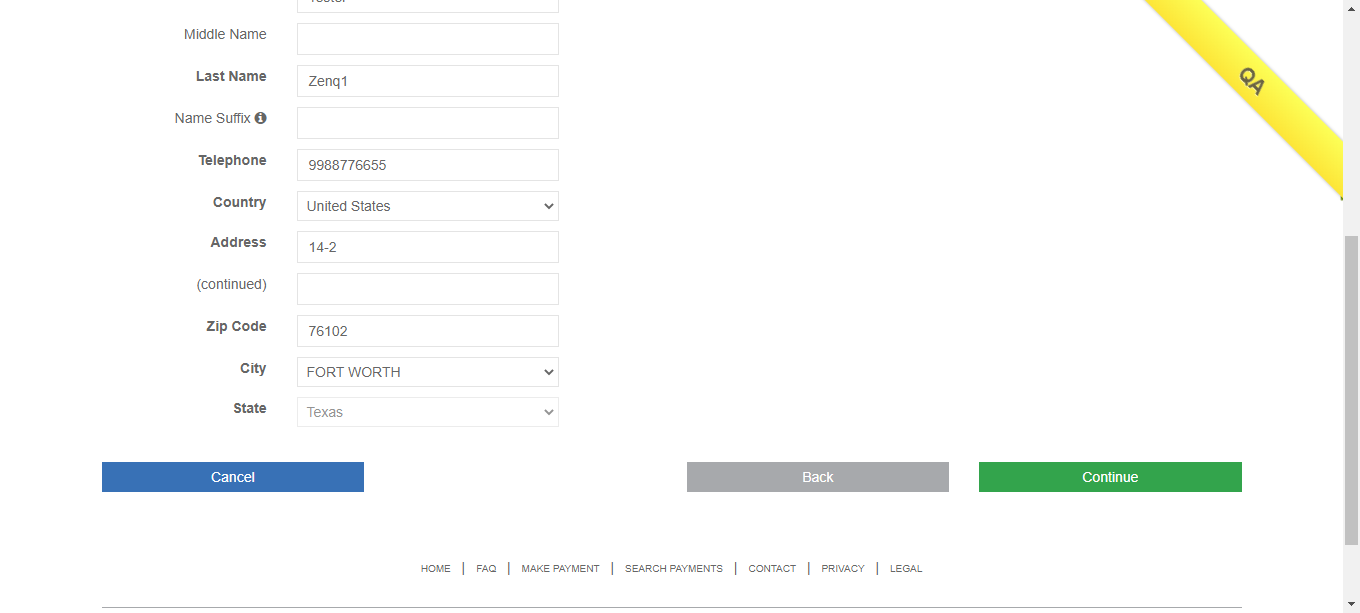 Middle Name
Last Name Zenq1
Name Suffix
Telephone 9988776655
Country United States
Address 14-2
(continued)
Zip Code 76102
City FORT WORTH
State Texas
Cancel Back Continue
HOME | FAQ | MAKE PAYMENT | SEARCH PAYMENTS | CONTACT | PRIVACY | LEGAL
QA